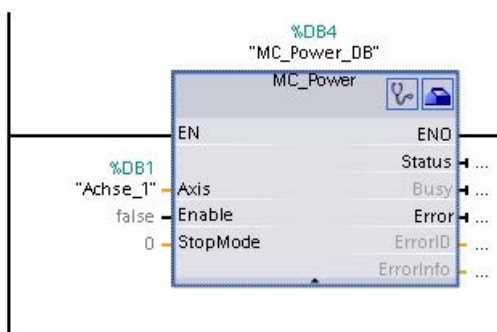 %DB4
"MC_Power_DB"
MC_Power
EN
ENO
Status ...
%DB1
"Achse_1" Axis
Busy ...
false Enable
Error ...
0 StopMode
ErrorID ...
ErrorInfo ...